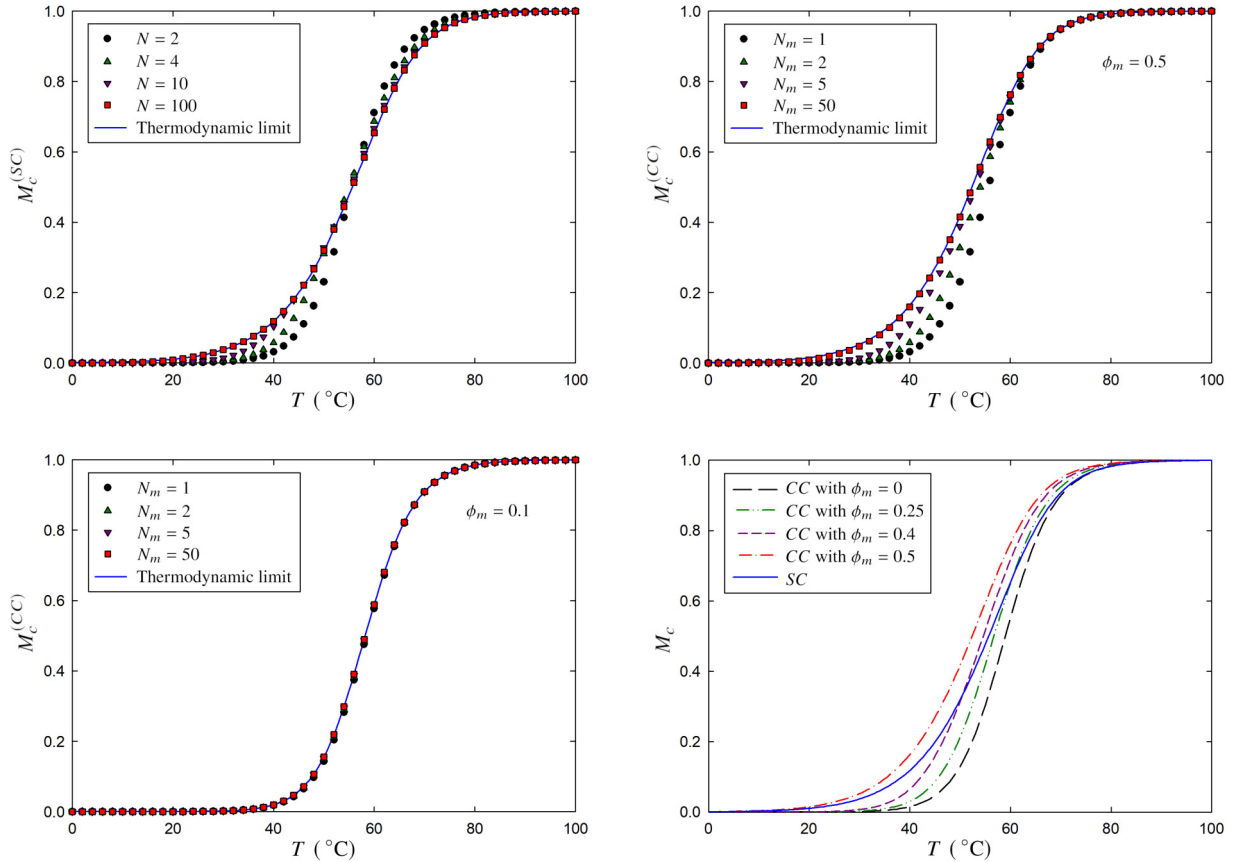 N = 2
N = 4
N = 10
N = 100
Thermodynamic limit
1.0
0.8
0.6
0.4
0.2
0.0
M_c^(SC)
0 20 40 60 80 100
T (°C)
N_m = 1
N_m = 2
N_m = 5
N_m = 50
Thermodynamic limit
ϕ_m = 0.5
1.0
0.8
0.6
0.4
0.2
0.0
M_c^(CC)
0 20 40 60 80 100
T (°C)
N_m = 1
N_m = 2
N_m = 5
N_m = 50
Thermodynamic limit
ϕ_m = 0.1
1.0
0.8
0.6
0.4
0.2
0.0
M_c^(CC)
0 20 40 60 80 100
T (°C)
CC with ϕ_m = 0
CC with ϕ_m = 0.25
CC with ϕ_m = 0.4
CC with ϕ_m = 0.5
SC
1.0
0.8
0.6
0.4
0.2
0.0
M_c
0 20 40 60 80 100
T (°C)